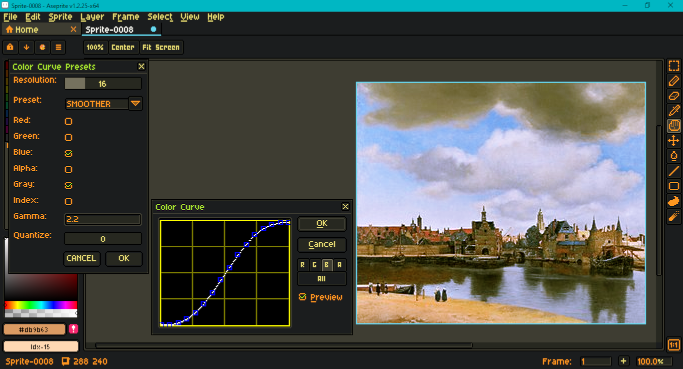 Sprite-0008 - Aseprite v1.2.25-x64
File Edit Sprite Layer Frame Select View Help
Home Sprite-0008
100% Center Fit Screen
Color Curve Presets
Resolution: 16
Preset: SMOOTHER
Red:
Green:
Blue:
Alpha:
Gray:
Index:
Gamma: 2.2
Quantize: 0
CANCEL OK
Color Curve
OK
Cancel
R G B A
All
Preview
#db9b63
Idx-15
1:1
Sprite-0008 288 240 Frame: 1 + 100.0%